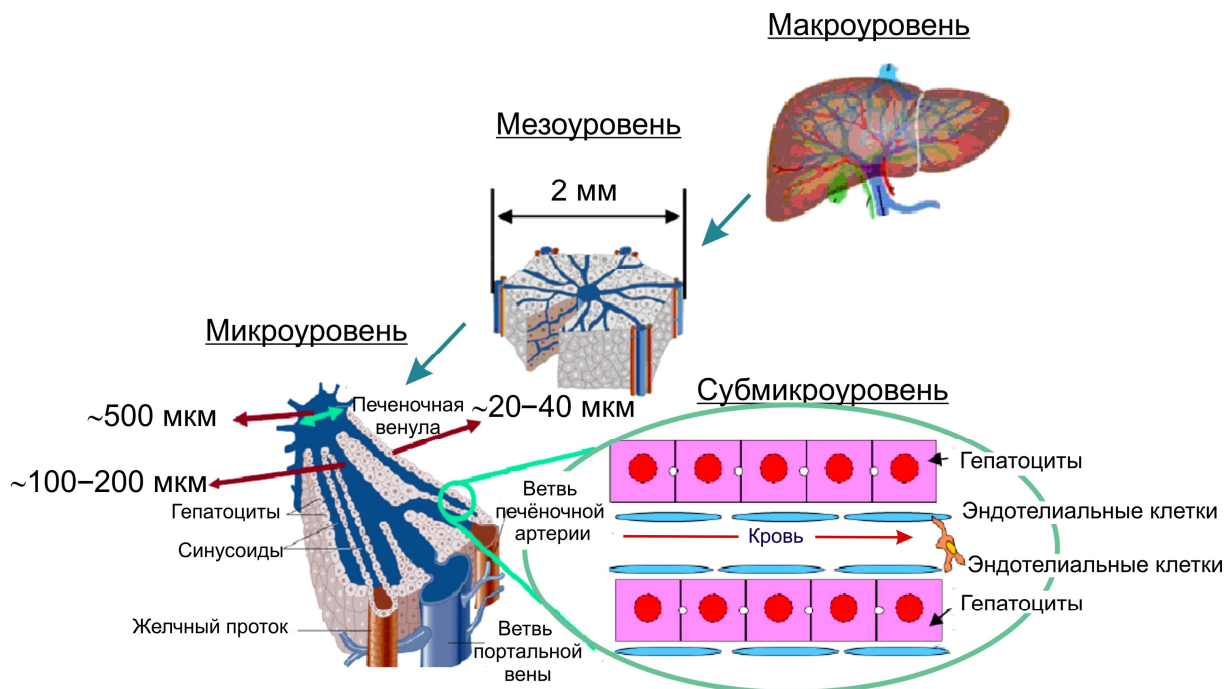 Макроуровень
Мезоуровень
2 мм
Микроуровень
~500 мкм
Печеночная
венула
~20–40 мкм
~100–200 мкм
Гепатоциты
Синусоиды
Желчный проток
Ветвь
портальной
вены
Ветвь
печёночной
артерии
Субмикроуровень
Гепатоциты
Эндотелиальные клетки
Кровь
Эндотелиальные клетки
Гепатоциты